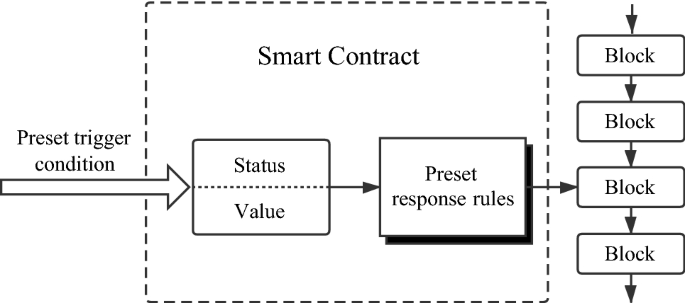 Smart Contract
Preset trigger
condition
Status
Value
Preset
response rules
Block
Block
Block
Block